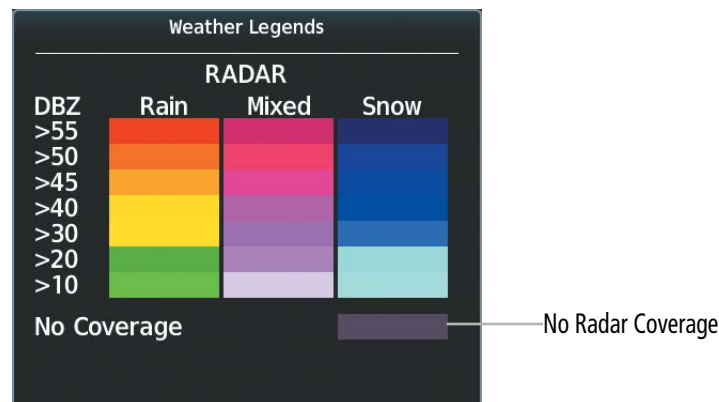 Weather Legends
RADAR
DBZ Rain Mixed Snow
>55
>50
>45
>40
>30
>20
>10
No Coverage
No Radar Coverage